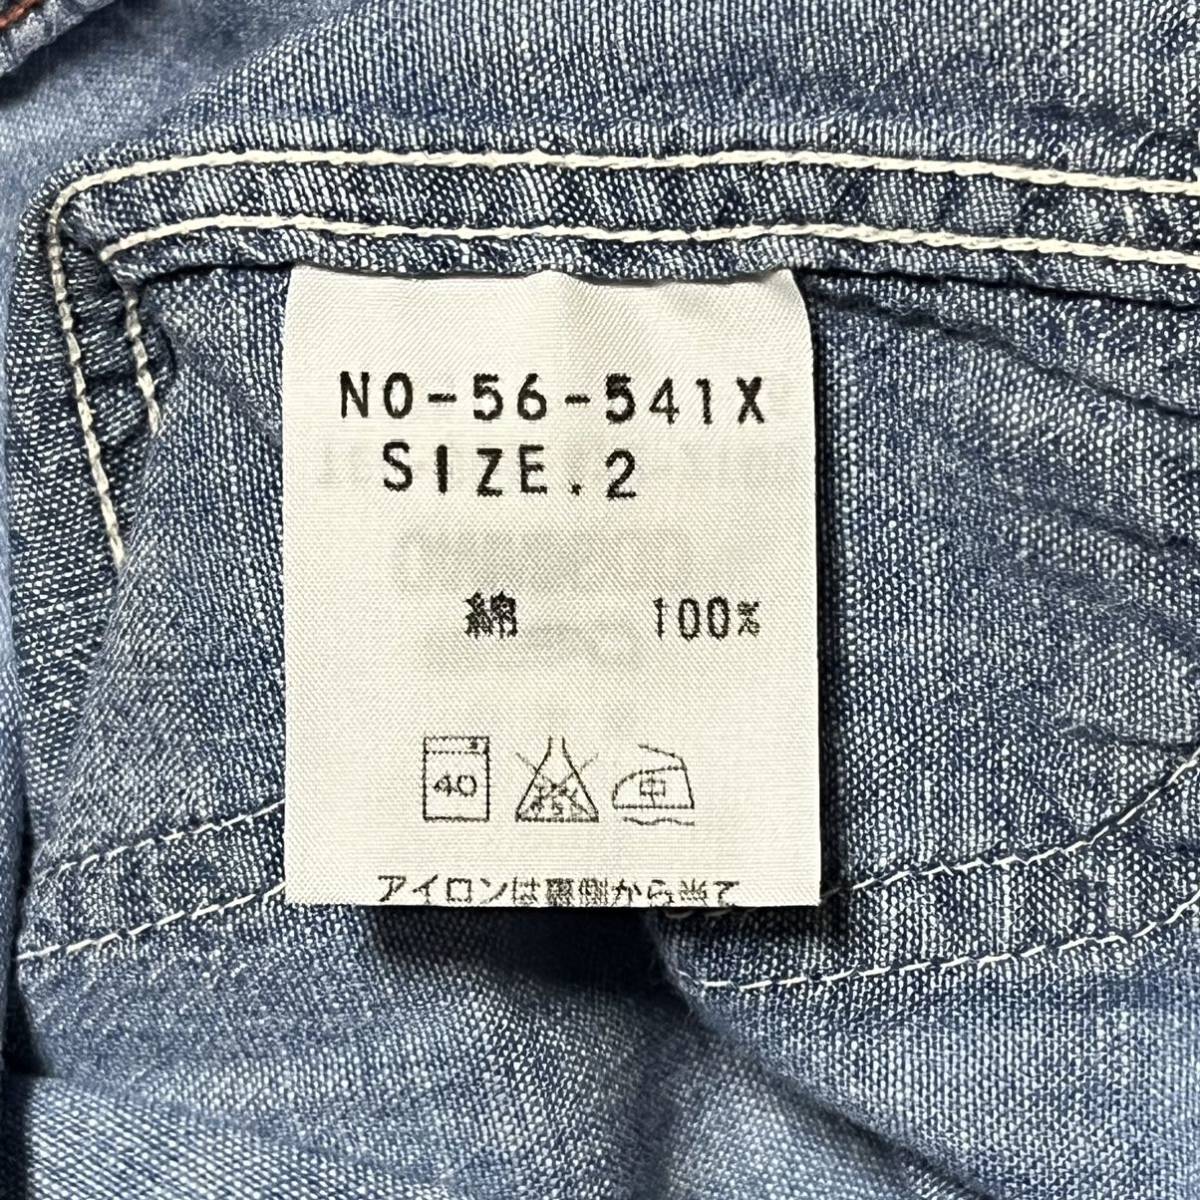 NO-56-541X
SIZE.2
綿 100%
40 中
アイロンは裏側から当て